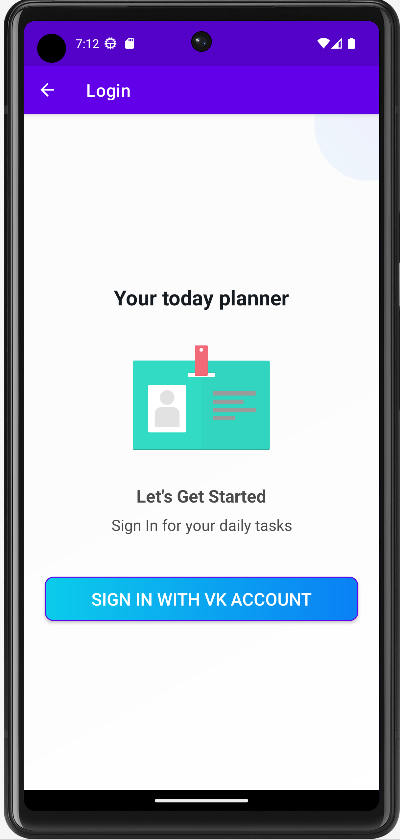 7:12
Login
Your today planner
Let's Get Started
Sign In for your daily tasks
SIGN IN WITH VK ACCOUNT